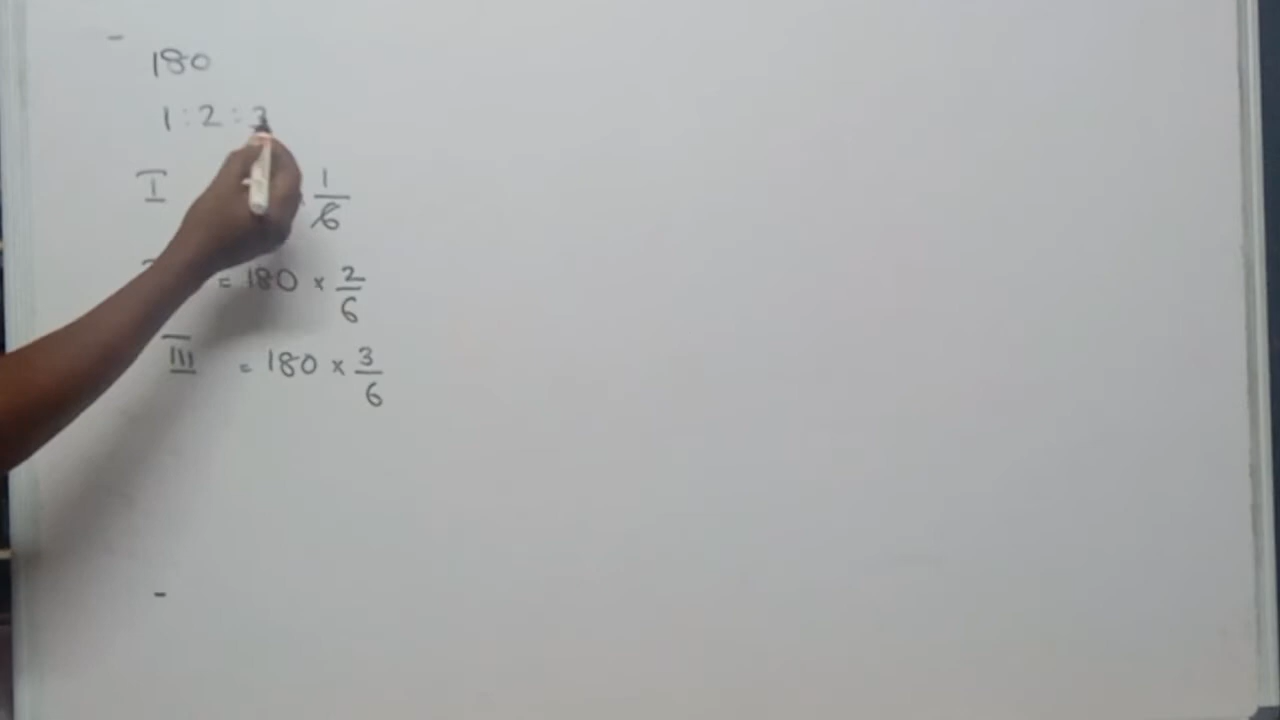 180
1 : 2 : 3
I 1/6
= 180 × 2/6
III = 180 × 3/6